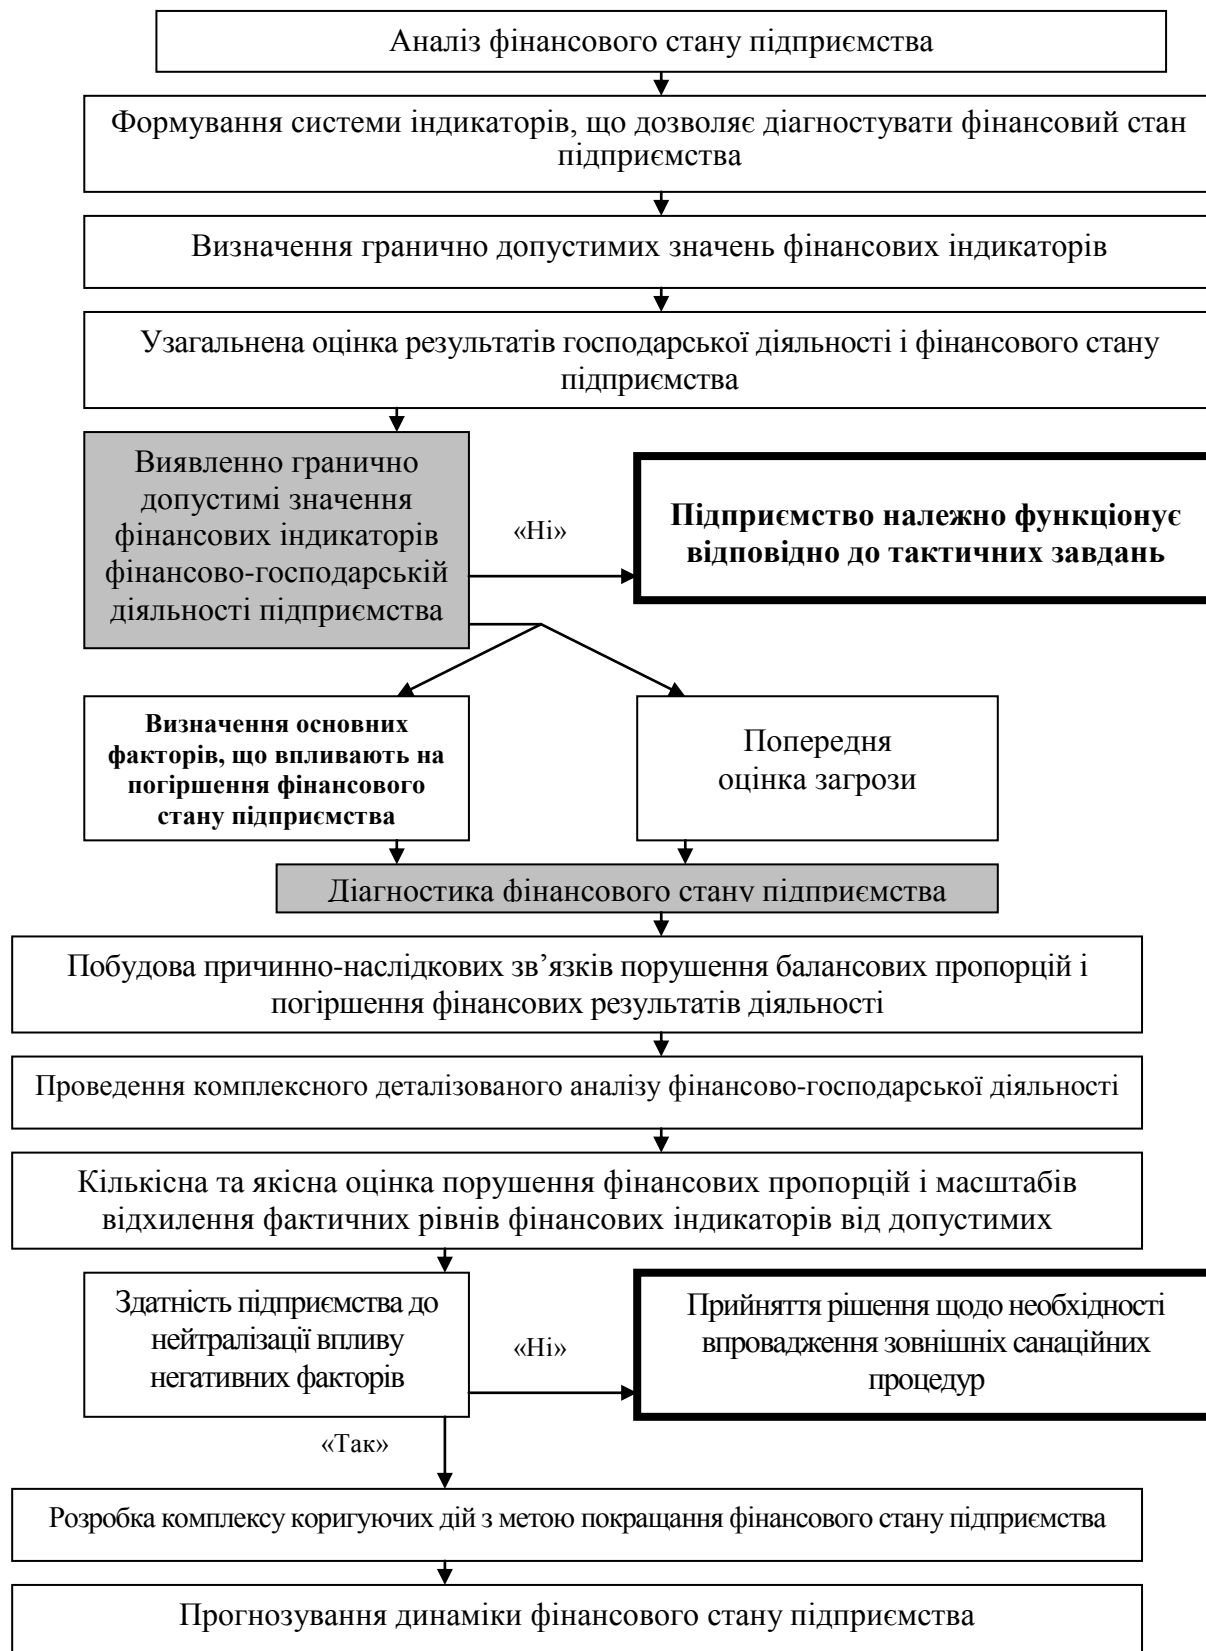 Аналіз фінансового стану підприємства
Формування системи індикаторів, що дозволяє діагностувати фінансовий стан
підприємства
Визначення гранично допустимих значень фінансових індикаторів
Узагальнена оцінка результатів господарської діяльності і фінансового стану
підприємства
Виявленно гранично
допустимі значення
фінансових індикаторів
фінансово-господарській
діяльності підприємства
«Ні»
Підприємство належно функціонує
відповідно до тактичних завдань
Визначення основних
факторів, що впливають на
погіршення фінансового
стану підприємства
Попередня
оцінка загрози
Діагностика фінансового стану підприємства
Побудова причинно-наслідкових зв’язків порушення балансових пропорцій і
погіршення фінансових результатів діяльності
Проведення комплексного деталізованого аналізу фінансово-господарської діяльності
Кількісна та якісна оцінка порушення фінансових пропорцій і масштабів
відхилення фактичних рівнів фінансових індикаторів від допустимих
Здатність підприємства до
нейтралізації впливу
негативних факторів
«Ні»
Прийняття рішення щодо необхідності
впровадження зовнішніх санаційних
процедур
«Так»
Розробка комплексу коригуючих дій з метою покращання фінансового стану підприємства
Прогнозування динаміки фінансового стану підприємства